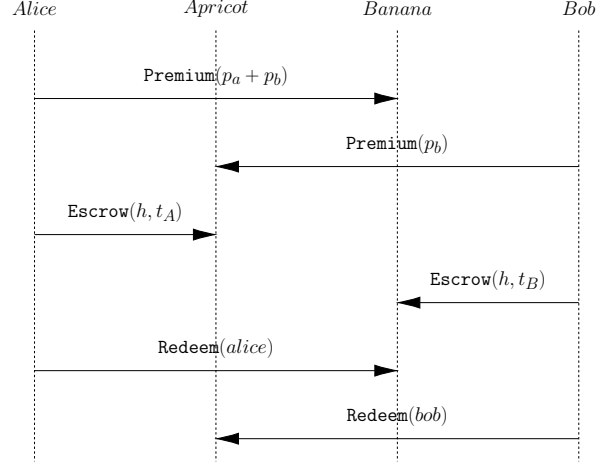 Alice Apricot Banana Bob
Premium(p_a + p_b)
Premium(p_b)
Escrow(h, t_A)
Escrow(h, t_B)
Redeem(alice)
Redeem(bob)